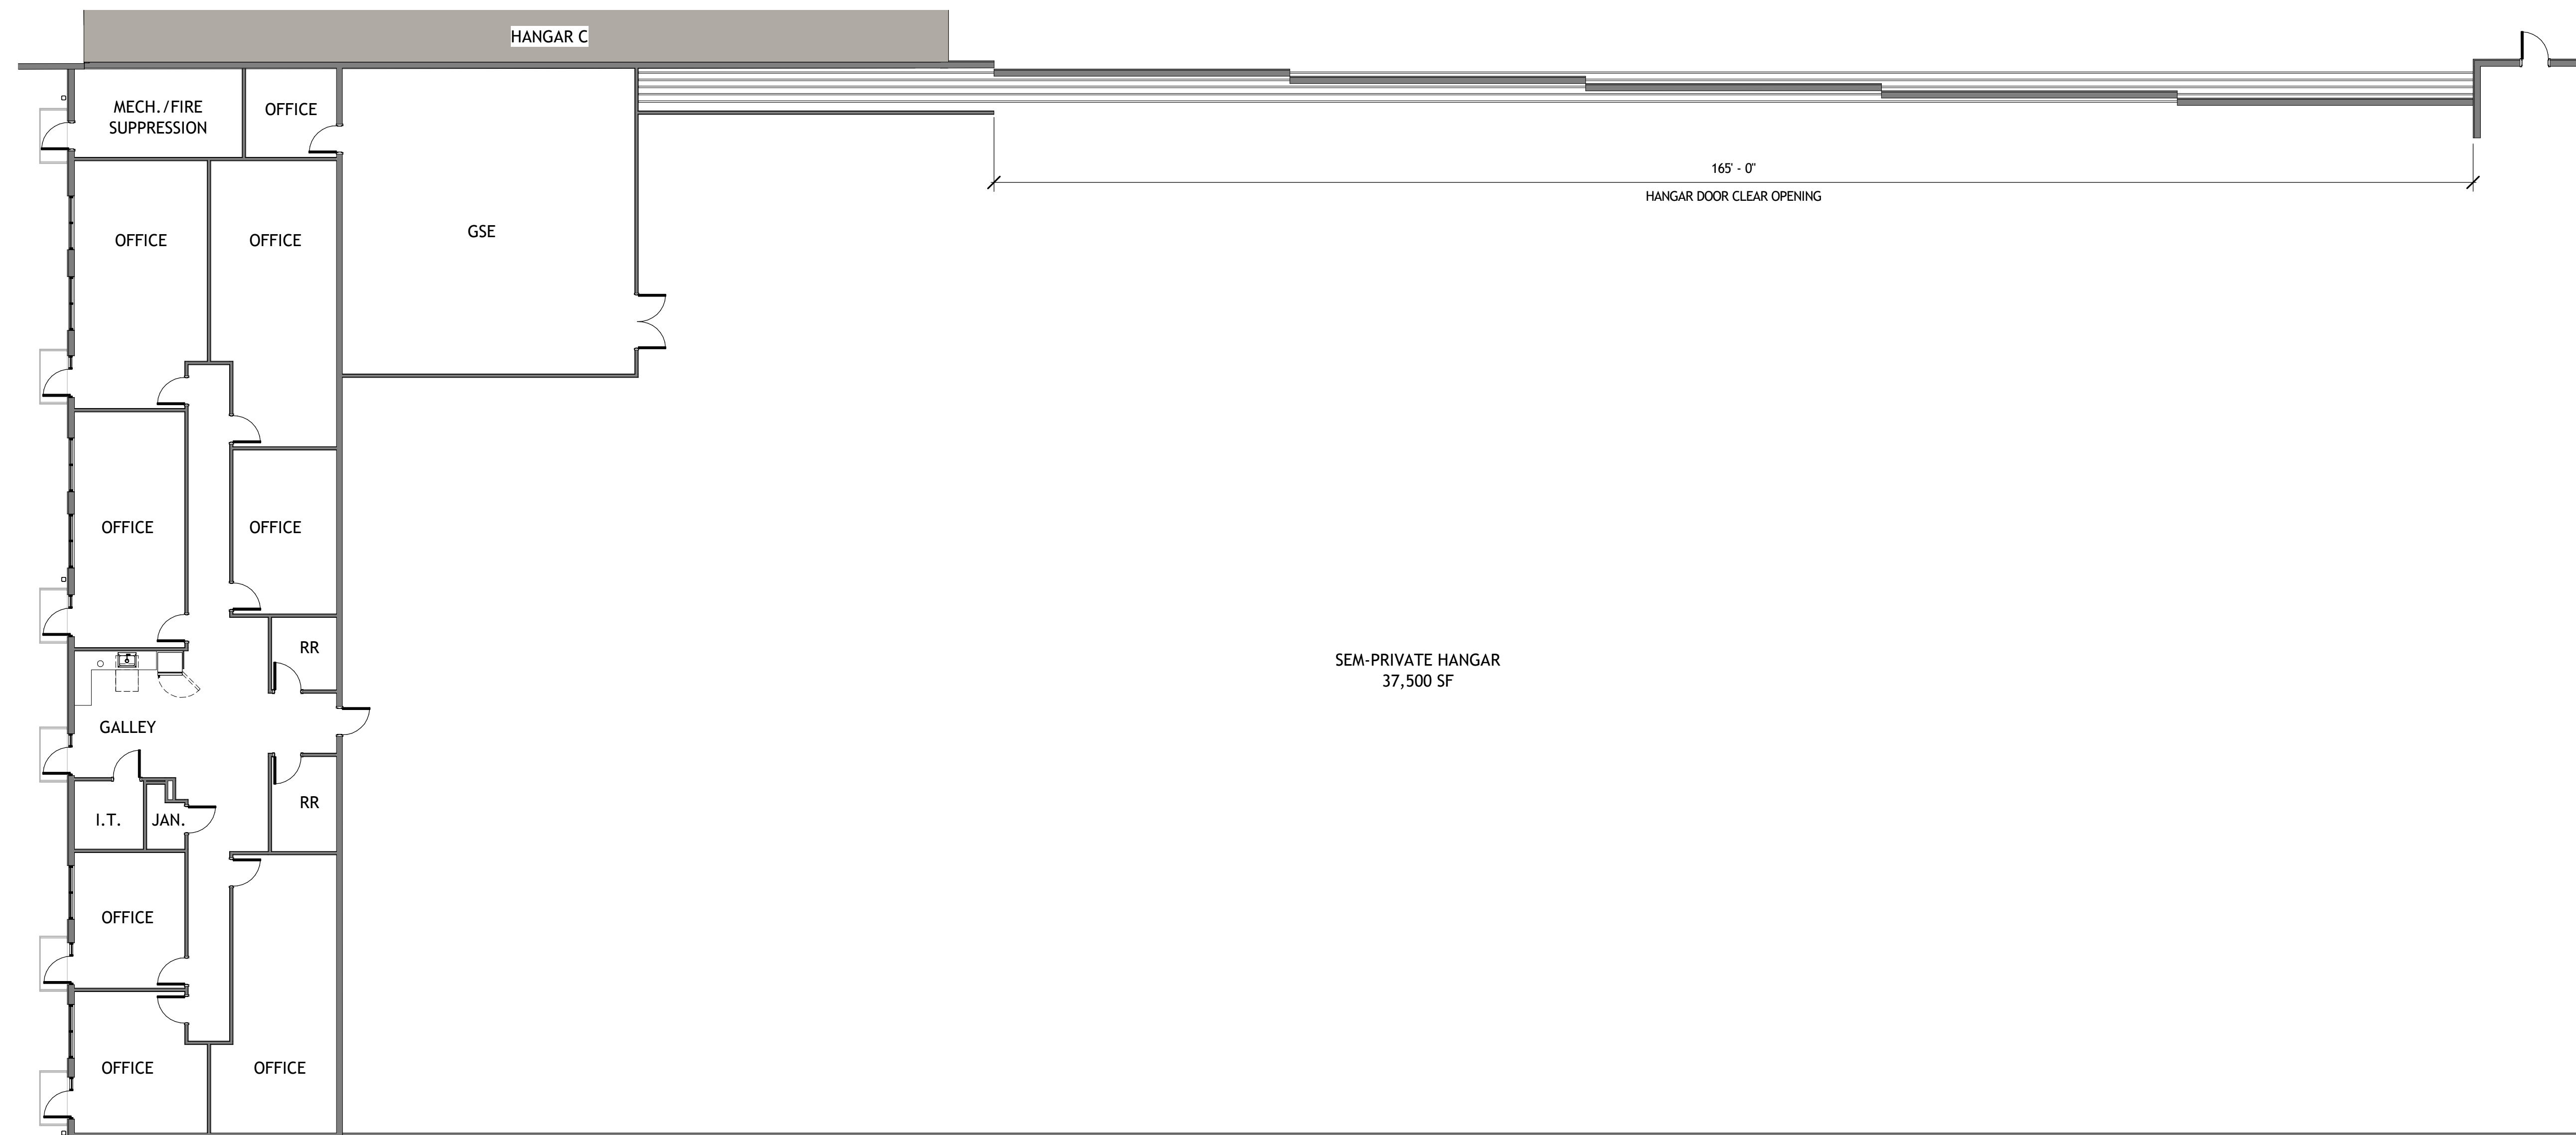 HANGAR C
MECH./FIRE
SUPPRESSION
OFFICE
165' - 0"
HANGAR DOOR CLEAR OPENING
OFFICE
OFFICE
GSE
OFFICE
OFFICE
RR
SEM-PRIVATE HANGAR
37,500 SF
GALLEY
RR
I.T.
JAN.
OFFICE
OFFICE
OFFICE